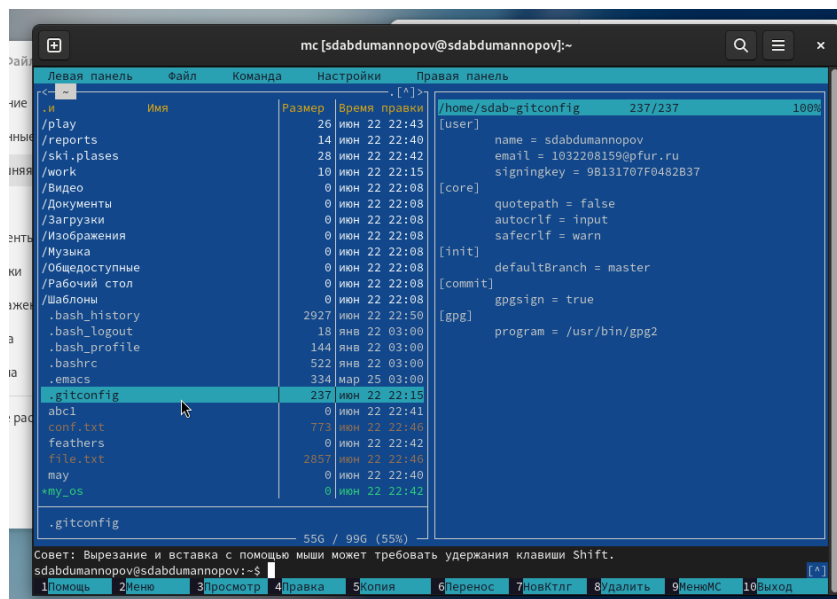 mc [sdabdumannopov@sdabdumannopov]:~
Левая панель Файл Команда Настройки Правая панель
<─ ~ .[^]>
.и Имя Размер Время правки
/play 26 июн 22 22:43
/reports 14 июн 22 22:40
/ski.plases 28 июн 22 22:42
/work 10 июн 22 22:15
/Видео 0 июн 22 22:08
/Документы 0 июн 22 22:08
/Загрузки 0 июн 22 22:08
/Изображения 0 июн 22 22:08
/Музыка 0 июн 22 22:08
/Общедоступные 0 июн 22 22:08
/Рабочий стол 0 июн 22 22:08
/Шаблоны 0 июн 22 22:08
.bash_history 2927 июн 22 22:50
.bash_logout 18 янв 22 03:00
.bash_profile 144 янв 22 03:00
.bashrc 522 янв 22 03:00
.emacs 334 мар 25 03:00
.gitconfig 237 июн 22 22:15
abc1 0 июн 22 22:41
conf.txt 773 июн 22 22:46
feathers 0 июн 22 22:42
file.txt 2857 июн 22 22:46
may 0 июн 22 22:40
*my_os 0 июн 22 22:42
.gitconfig
55G / 99G (55%)
/home/sdab~gitconfig 237/237 100%
[user]
name = sdabdumannopov
email = 1032208159@pfur.ru
signingkey = 9B131707F0482B37
[core]
quotepath = false
autocrlf = input
safecrlf = warn
[init]
defaultBranch = master
[commit]
gpgsign = true
[gpg]
program = /usr/bin/gpg2
Совет: Вырезание и вставка с помощью мыши может требовать удержания клавиши Shift.
sdabdumannopov@sdabdumannopov:~$ [^]
1Помощь 2Меню 3Просмотр 4Правка 5Копия 6Перенос 7НовКтлг 8Удалить 9МенюМС 10Выход